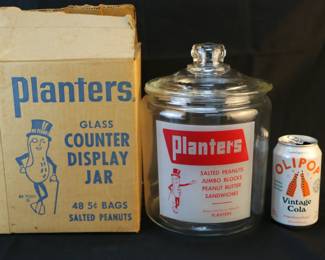 Planters
GLASS
COUNTER
DISPLAY
JAR
48 5¢ BAGS
SALTED PEANUTS
Planters
SALTED PEANUTS
JUMBO BLOCKS
PEANUT BUTTER
SANDWICHES
PLANTERS
OLIPOP
Vintage
Cola